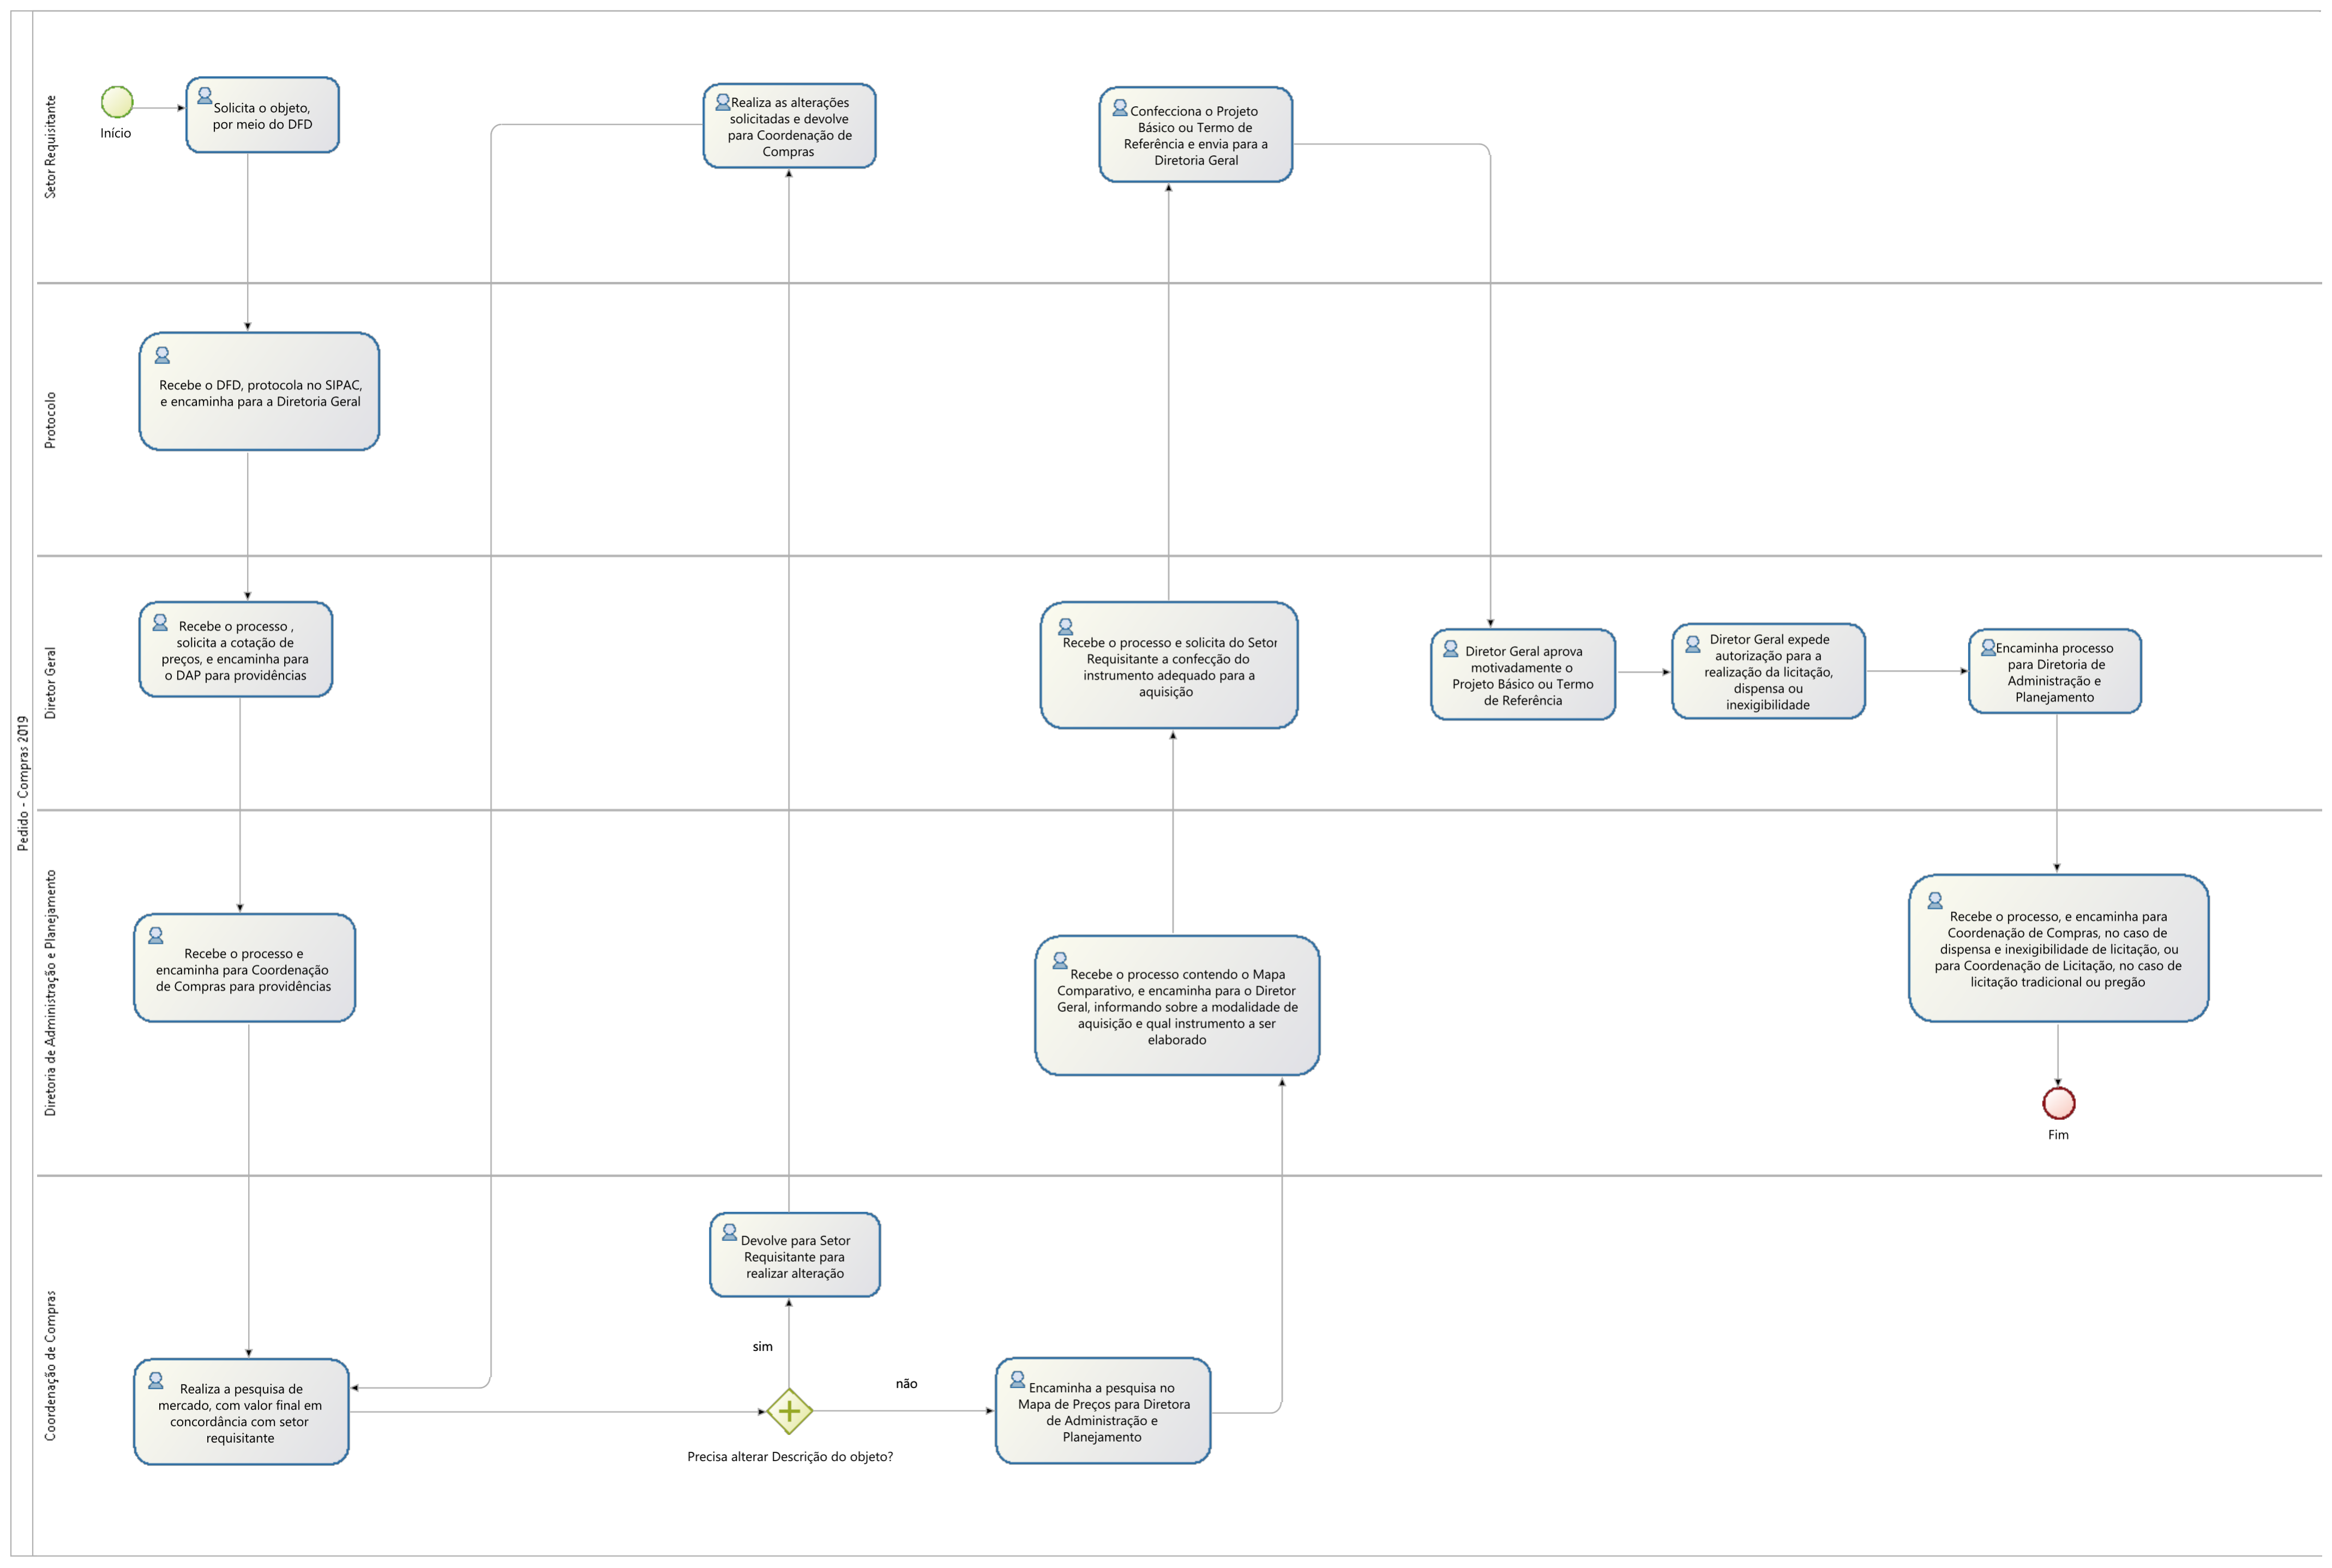 Pedido - Compras 2019
Setor Requisitante
Início
Solicita o objeto,
por meio do DFD
Realiza as alterações
solicitadas e devolve
para Coordenação de
Compras
Confecciona o Projeto
Básico ou Termo de
Referência e envia para a
Diretoria Geral
Protocolo
Recebe o DFD, protocola no SIPAC,
e encaminha para a Diretoria Geral
Diretor Geral
Recebe o processo ,
solicita a cotação de
preços, e encaminha para
o DAP para providências
Recebe o processo e solicita do Setor
Requisitante a confecção do
instrumento adequado para a
aquisição
Diretor Geral aprova
motivadamente o
Projeto Básico ou Termo
de Referência
Diretor Geral expede
autorização para a
realização da licitação,
dispensa ou
inexigibilidade
Encaminha processo
para Diretoria de
Administração e
Planejamento
Diretoria de Administração e Planejamento
Recebe o processo e
encaminha para Coordenação
de Compras para providências
Recebe o processo contendo o Mapa
Comparativo, e encaminha para o Diretor
Geral, informando sobre a modalidade de
aquisição e qual instrumento a ser
elaborado
Recebe o processo, e encaminha para
Coordenação de Compras, no caso de
dispensa e inexigibilidade de licitação, ou
para Coordenação de Licitação, no caso de
licitação tradicional ou pregão
Fim
Coordenação de Compras
Devolve para Setor
Requisitante para
realizar alteração
sim
não
Realiza a pesquisa de
mercado, com valor final em
concordância com setor
requisitante
Precisa alterar Descrição do objeto?
Encaminha a pesquisa no
Mapa de Preços para Diretora
de Administração e
Planejamento